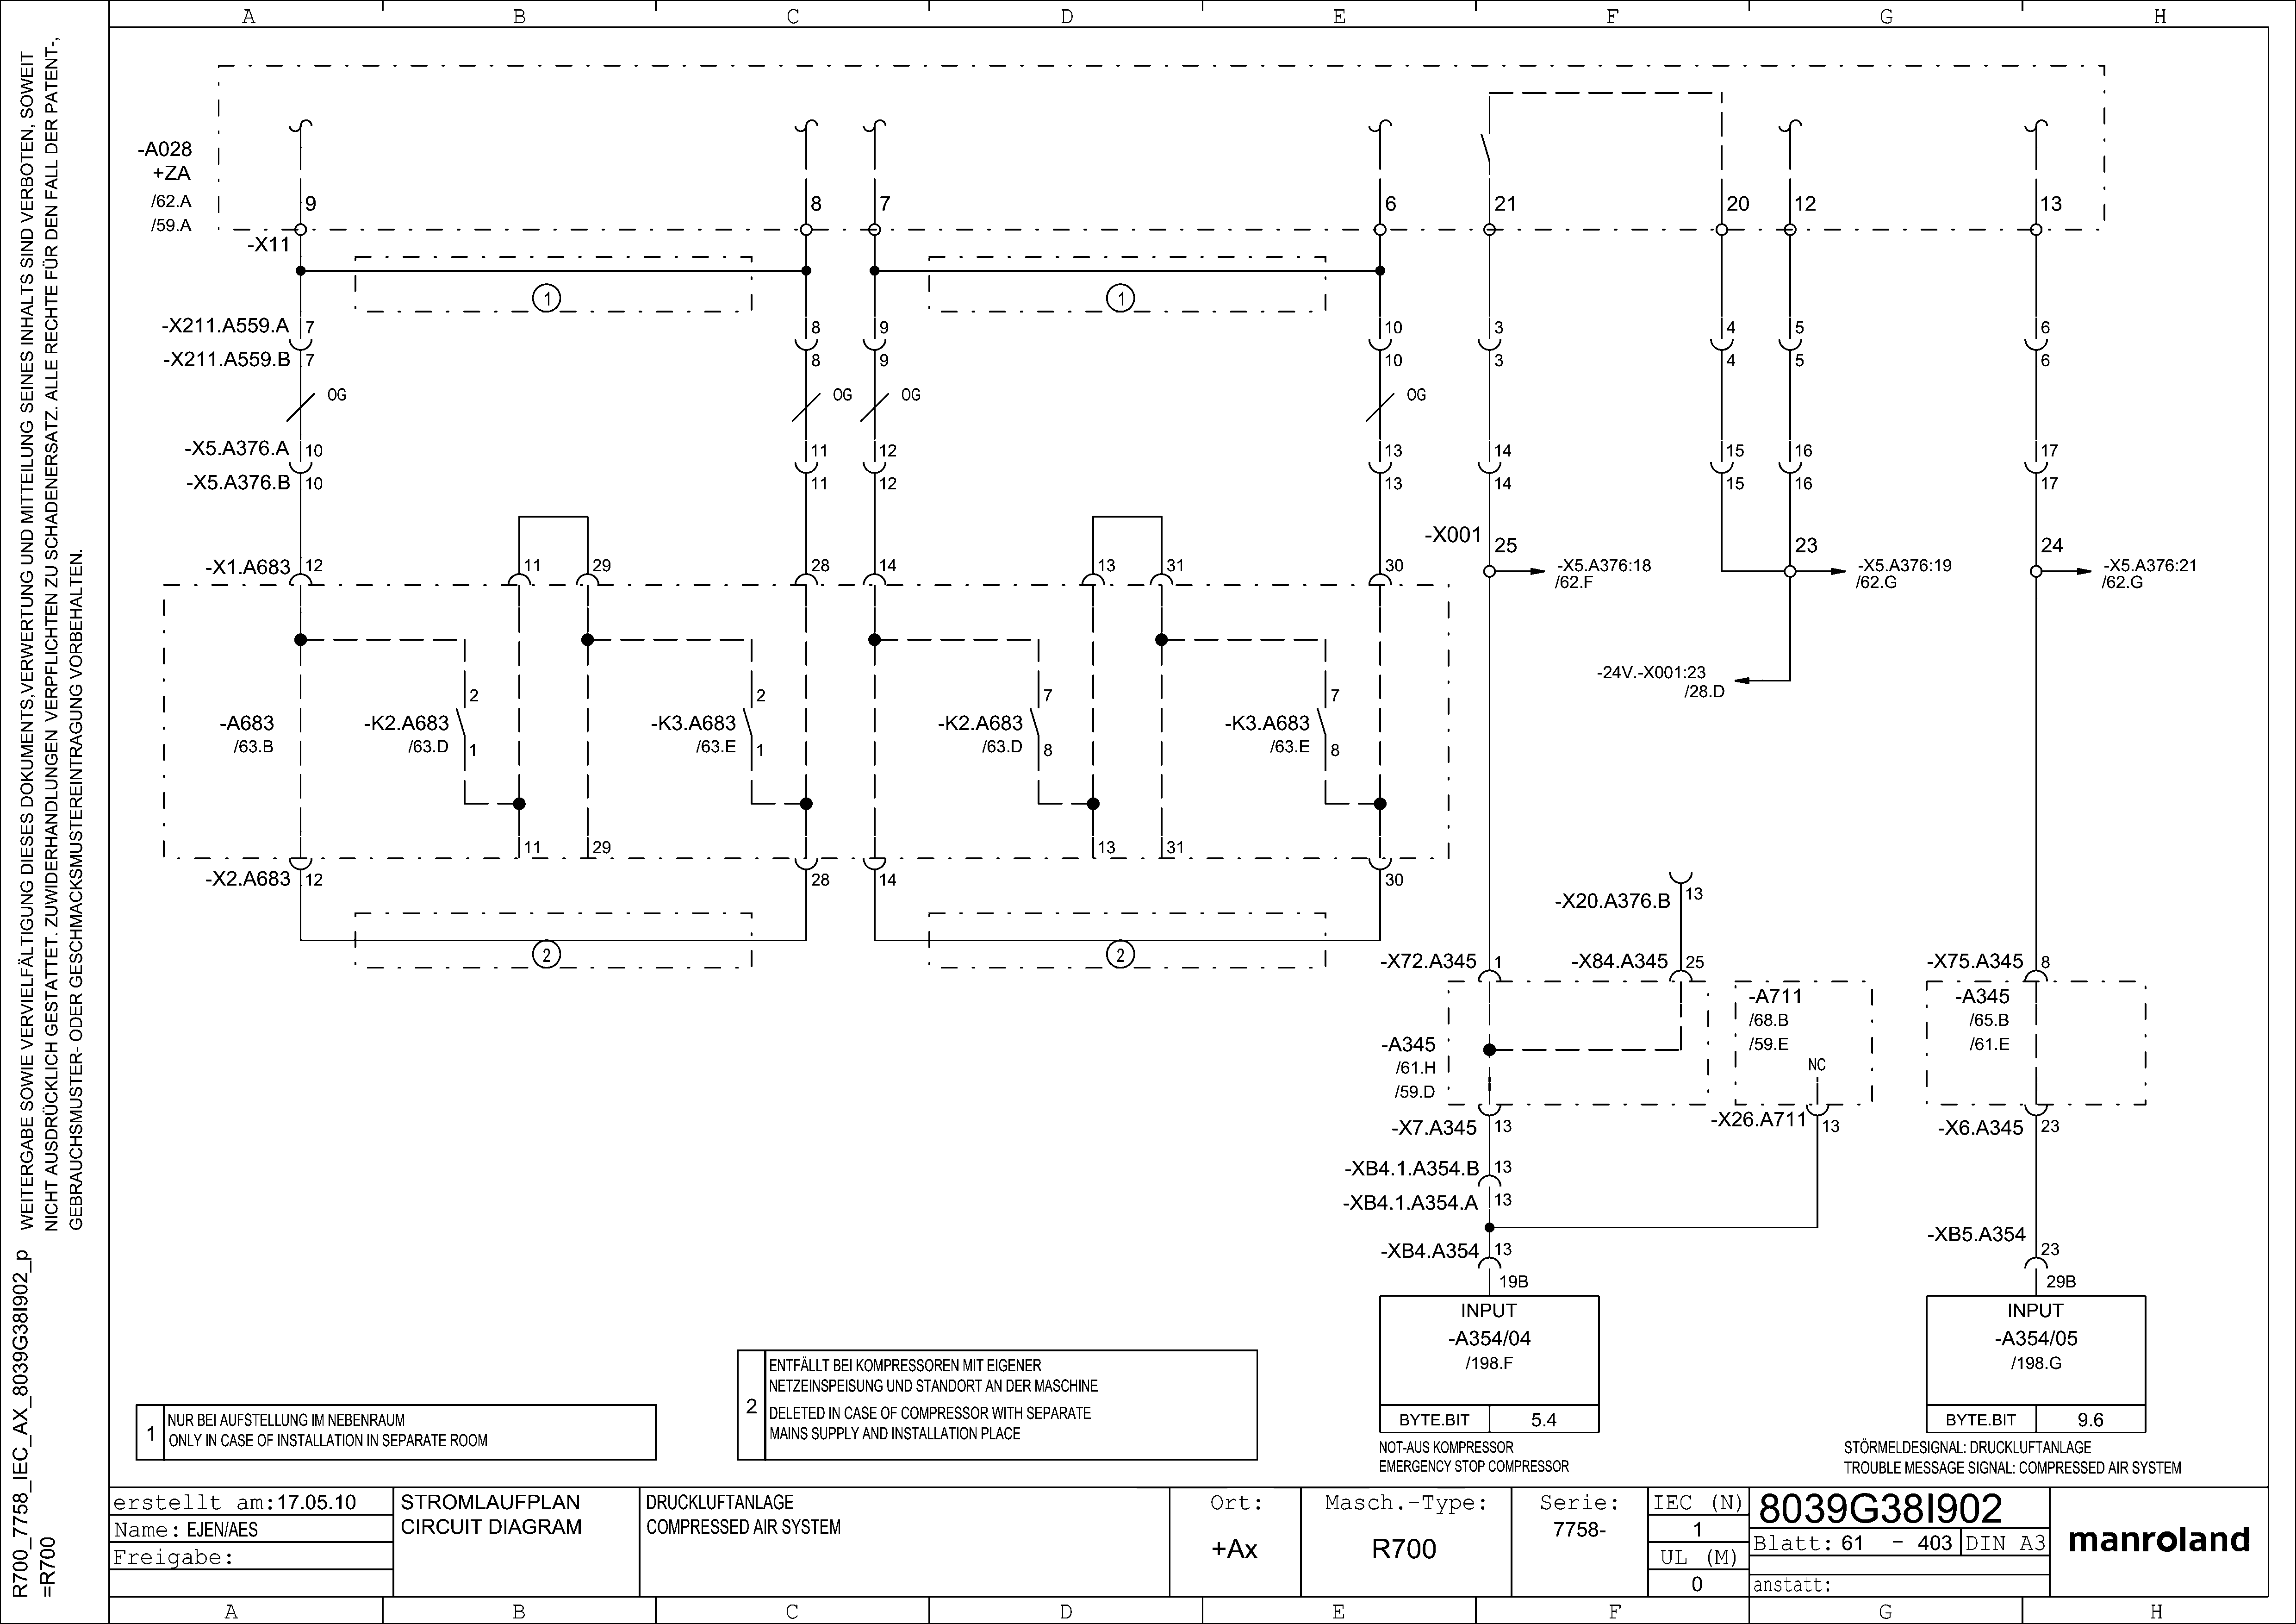 A B C D E F G H
-A028
+ZA
/62.A
/59.A
9 8 7 6 21 20 12 13
-X11
1 1
-X211.A559.A 7 8 9 10 3 4 5 6
-X211.A559.B 7 8 9 10 3 4 5 6
OG OG OG OG
-X5.A376.A 10 11 12 13 14 15 16 17
-X5.A376.B 10 11 12 13 14 15 16 17
-X001 25 23 24
-X1.A683 12 11 29 28 14 13 31 30
-X5.A376:18
/62.F
-X5.A376:19
/62.G
-X5.A376:21
/62.G
-24V.-X001:23
/28.D
2 2 7 7
-A683 -K2.A683 -K3.A683 -K2.A683 -K3.A683
/63.B /63.D 1 /63.E 1 /63.D 8 /63.E 8
11 29 13 31
-X2.A683 12 28 14 30
2 2
-X20.A376.B 13
-X72.A345 1 -X84.A345 25 -X75.A345 8
-A345
/61.H
/59.D
-A711
/68.B
/59.E
NC
-A345
/65.B
/61.E
-X7.A345 13 -X26.A711 13 -X6.A345 23
-XB4.1.A354.B 13
-XB4.1.A354.A 13
-XB4.A354 13
-XB5.A354 23
19B 29B
INPUT
-A354/04
/198.F
BYTE.BIT 5.4
NOT-AUS KOMPRESSOR
EMERGENCY STOP COMPRESSOR
INPUT
-A354/05
/198.G
BYTE.BIT 9.6
STÖRMELDESIGNAL: DRUCKLUFTANLAGE
TROUBLE MESSAGE SIGNAL: COMPRESSED AIR SYSTEM
1
NUR BEI AUFSTELLUNG IM NEBENRAUM
ONLY IN CASE OF INSTALLATION IN SEPARATE ROOM
2
ENTFÄLLT BEI KOMPRESSOREN MIT EIGENER
NETZEINSPEISUNG UND STANDORT AN DER MASCHINE
DELETED IN CASE OF COMPRESSOR WITH SEPARATE
MAINS SUPPLY AND INSTALLATION PLACE
erstellt am:17.05.10
Name: EJEN/AES
Freigabe:
STROMLAUFPLAN
CIRCUIT DIAGRAM
DRUCKLUFTANLAGE
COMPRESSED AIR SYSTEM
Ort:
+Ax
Masch.-Type:
R700
Serie:
7758-
IEC (N)
1
UL (M)
0
8039G38I902
Blatt: 61 - 403 DIN A3
anstatt:
manroland
A B C D E F G H
WEITERGABE SOWIE VERVIELFÄLTIGUNG DIESES DOKUMENTS,VERWERTUNG UND MITTEILUNG SEINES INHALTS SIND VERBOTEN, SOWEIT
NICHT AUSDRÜCKLICH GESTATTET. ZUWIDERHANDLUNGEN VERPFLICHTEN ZU SCHADENERSATZ. ALLE RECHTE FÜR DEN FALL DER PATENT-,
GEBRAUCHSMUSTER- ODER GESCHMACKSMUSTEREINTRAGUNG VORBEHALTEN.
R700_7758_IEC_AX_8039G38I902_p
=R700